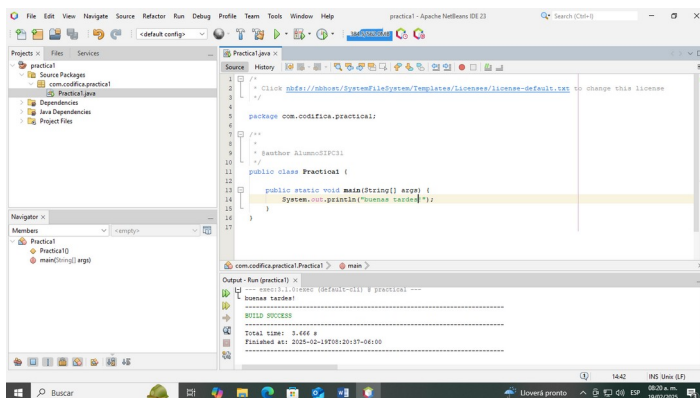 File Edit View Navigate Source Refactor Run Debug Profile Team Tools Window Help
practica1 - Apache NetBeans IDE 23
Search (Ctrl+I)
<default config>
Projects Files Services
practica1
Source Packages
com.codifica.practica1
Practica1.java
Dependencies
Java Dependencies
Project Files
Navigator
Members <empty>
Practica1
Practica1()
main(String[] args)
Practica1.java
Source History
1 /*
2 * Click nbfs://nbhost/SystemFileSystem/Templates/Licenses/license-default.txt to change this license
3 */
4
5 package com.codifica.practica1;
6
7 /**
8 *
9 * @author AlumnoSIPC31
10 */
11 public class Practica1 {
12
13 public static void main(String[] args) {
14 System.out.println("buenas tardes!");
15 }
16 }
17
com.codifica.practica1.Practica1 main
Output - Run (practica1)
--- exec:3.1.0:exec (default-cli) @ practica1 ---
buenas tardes!
------------------------------------------------------------------------
BUILD SUCCESS
------------------------------------------------------------------------
Total time: 3.666 s
Finished at: 2025-02-19T08:20:37-06:00
------------------------------------------------------------------------
14:42 INS Unix (LF)
Buscar
Lloverá pronto
ESP
08:20 a. m.
19/02/2025